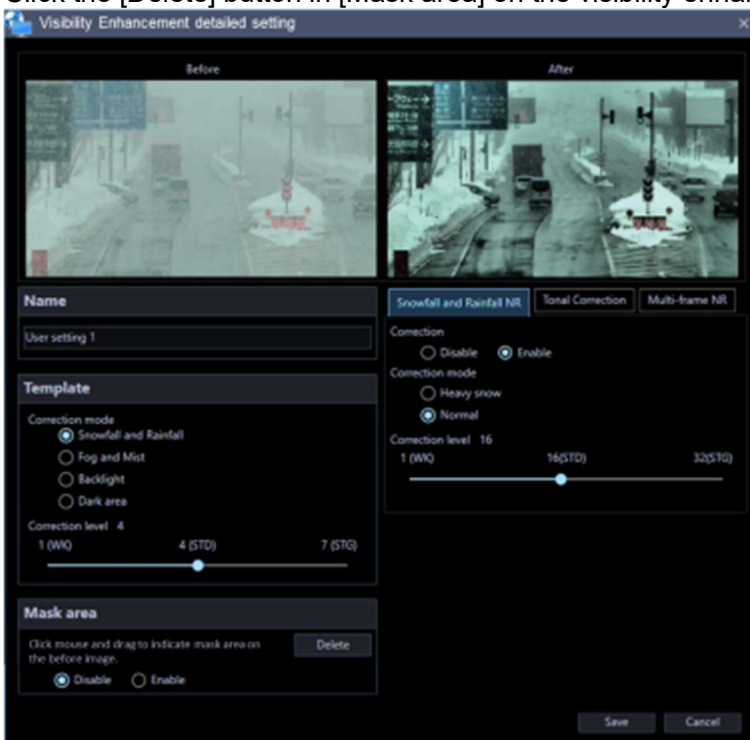 Click the [Delete] button in [Mask area] on the visibility enhan
Visibility Enhancement detailed setting
Before
After
Name
User setting 1
Template
Correction mode
Snowfall and Rainfall
Fog and Mist
Backlight
Dark area
Correction level 4
1 (WK) 4 (STD) 7 (STG)
Mask area
Click mouse and drag to indicate mask area on
the before image.
Delete
Disable Enable
Snowfall and Rainfall NR Tonal Correction Multi-frame NR
Correction
Disable Enable
Correction mode
Heavy snow
Normal
Correction level 16
1 (WK) 16(STD) 32(STG)
Save Cancel